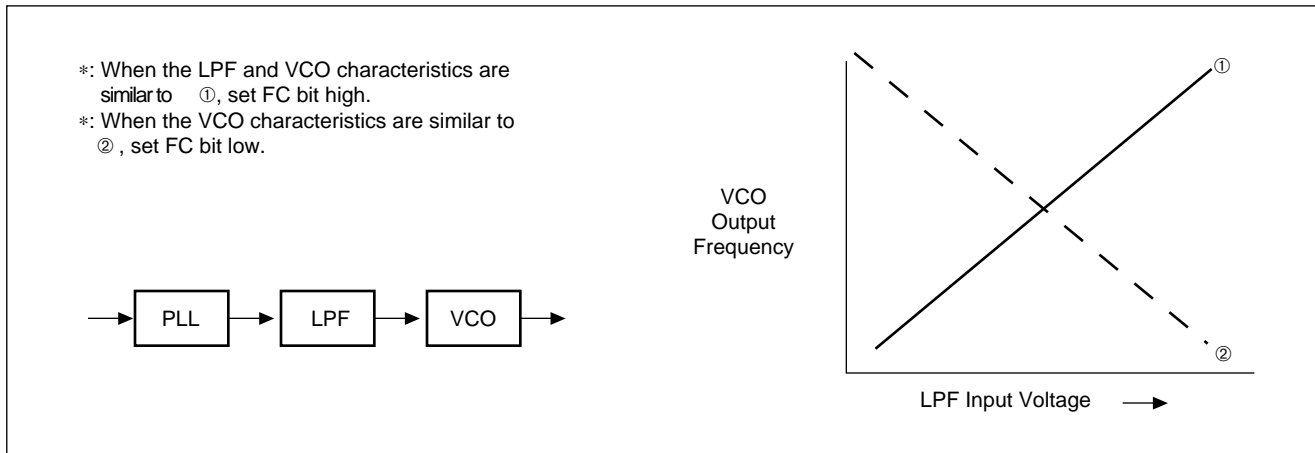 *: When the LPF and VCO characteristics are
similar to ①, set FC bit high.
*: When the VCO characteristics are similar to
② , set FC bit low.
PLL
LPF
VCO
VCO
Output
Frequency
①
②
LPF Input Voltage